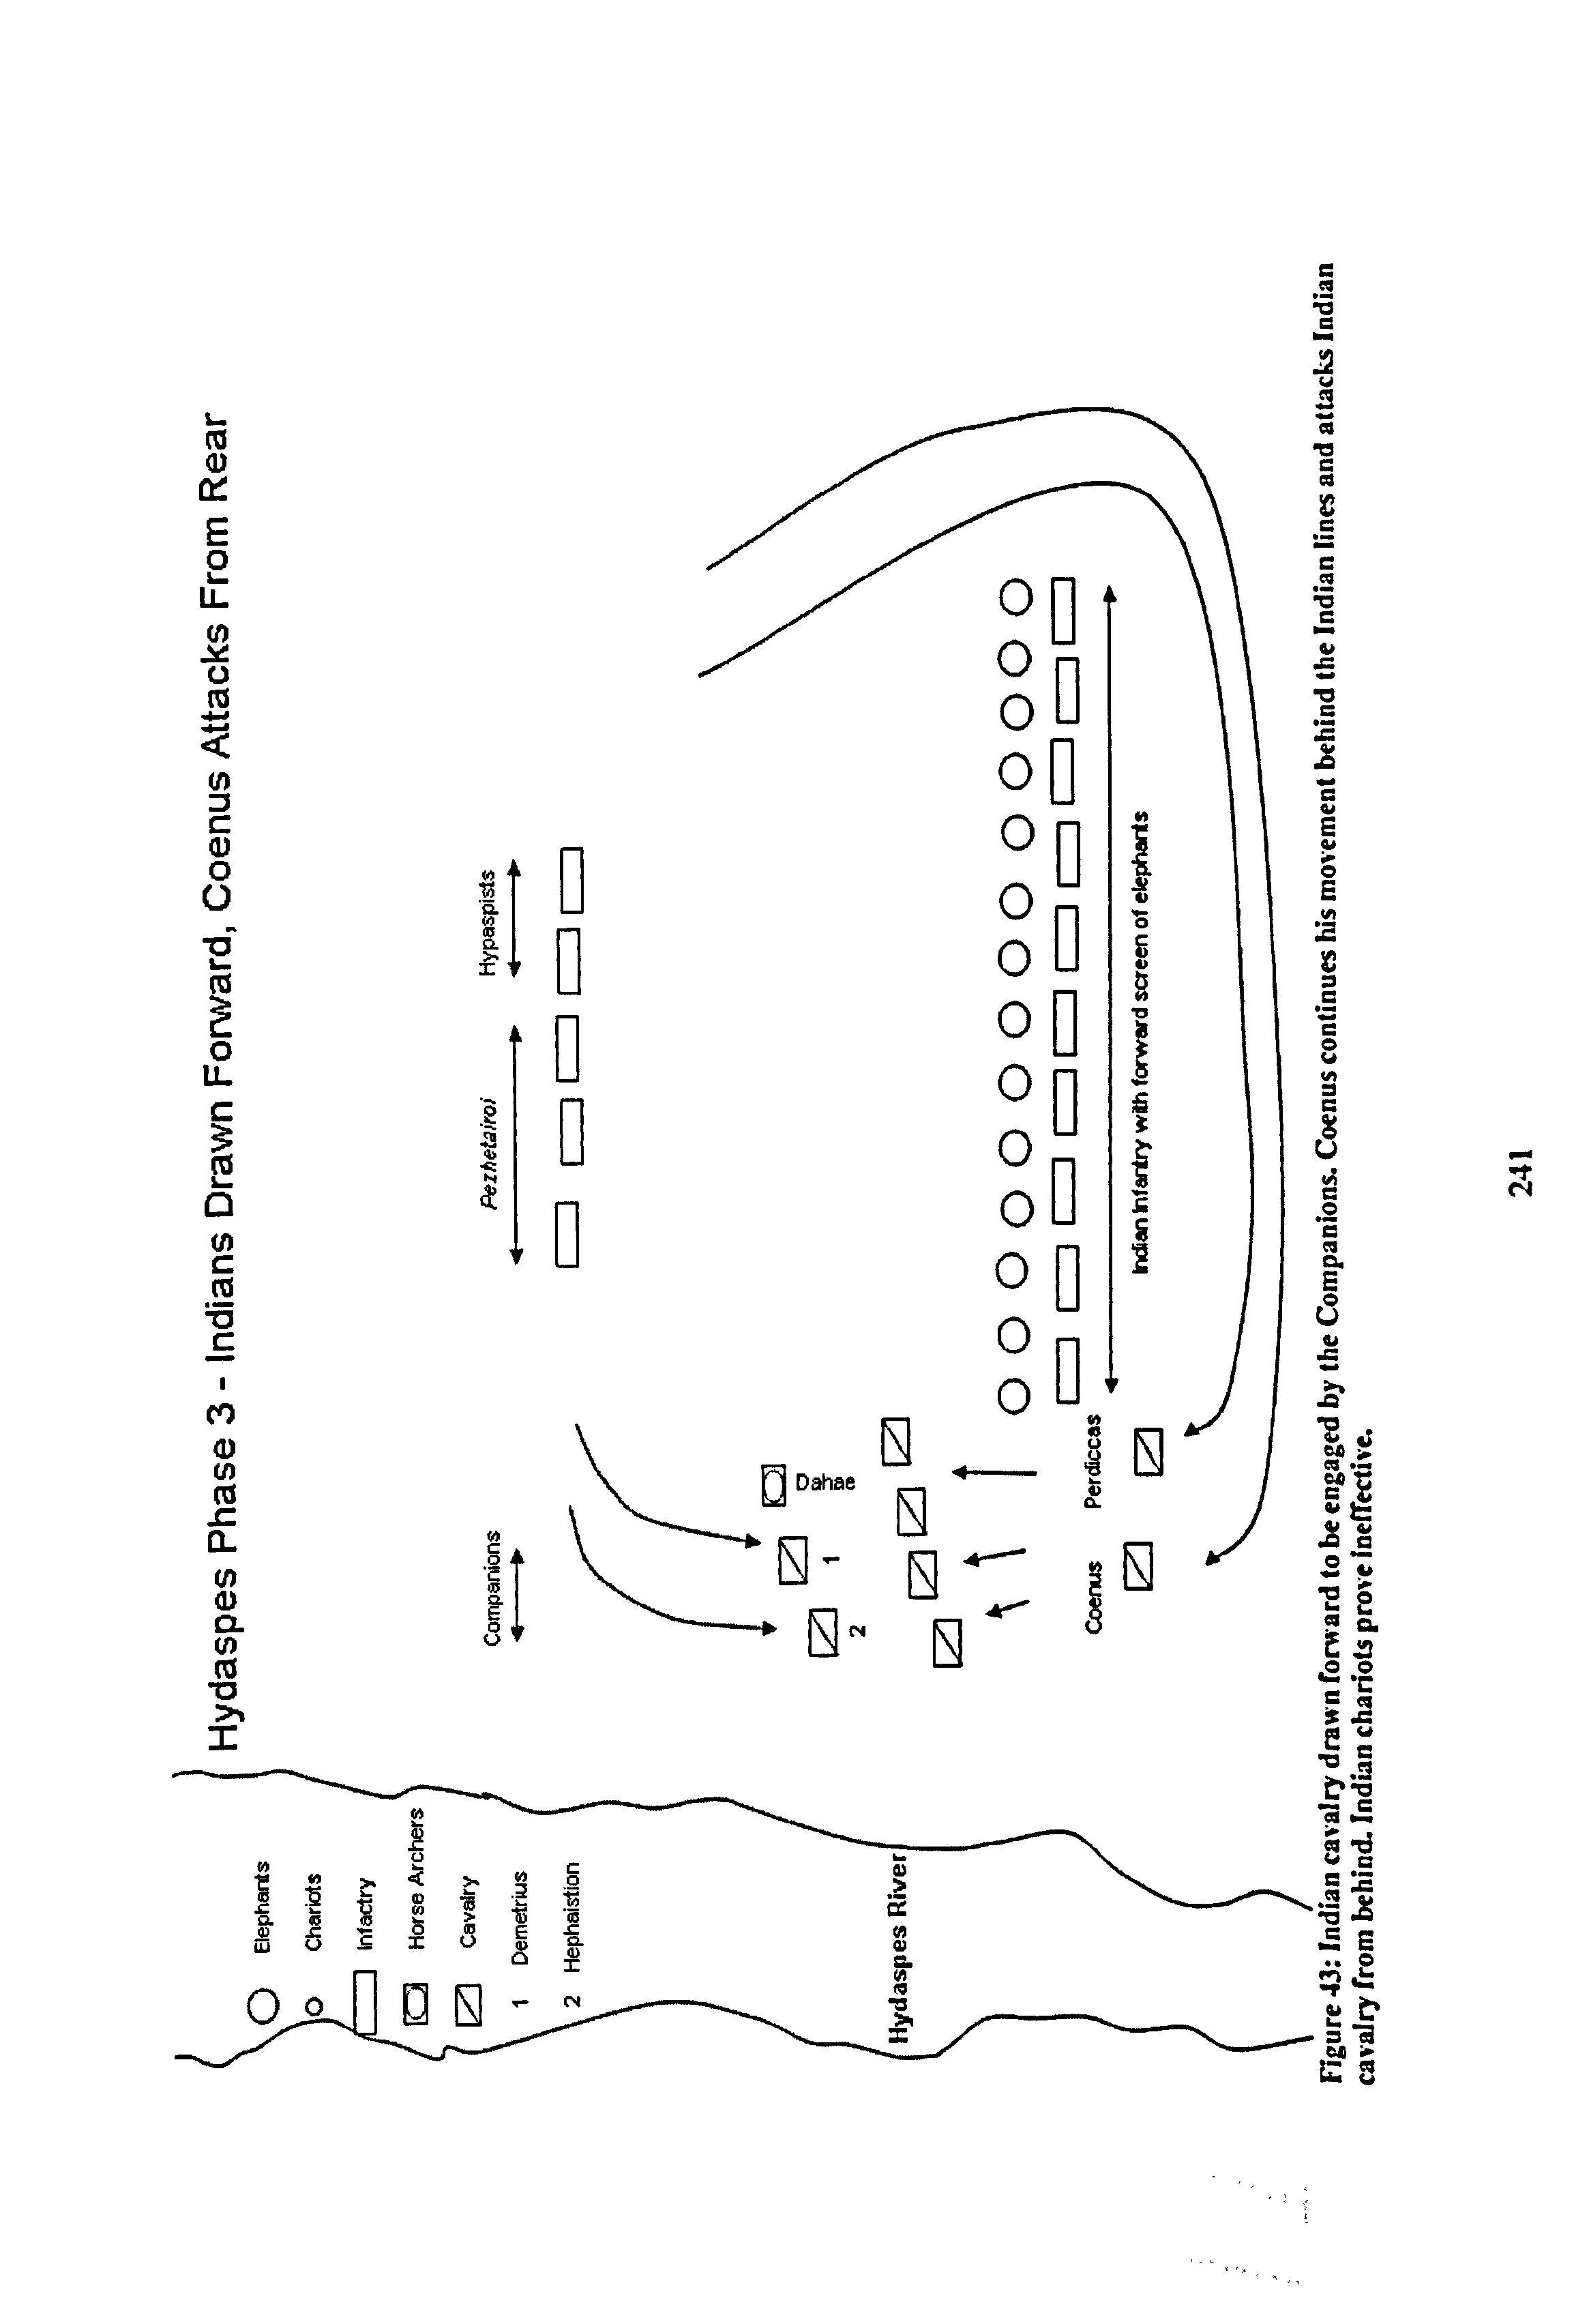 Hydaspes Phase 3 - Indians Drawn Forward, Coenus Attacks From Rear
Elephants
Chariots
Infactry
Horse Archers
Cavalry
1 Demetrius
2 Hephaistion
Companions
Pezhetairoi
Hypaspists
Dahae
1
2
Hydaspes River
Coenus
Perdiccas
Indian Infantry with forward screen of elephants
Figure 43: Indian cavalry drawn forward to be engaged by the Companions. Coenus continues his movement behind the Indian lines and attacks Indian
cavalry from behind. Indian chariots prove ineffective.
241